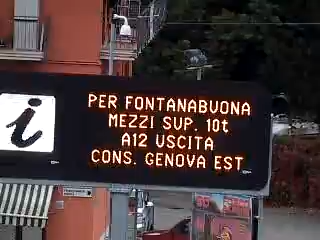 i
PER FONTANABUONA
MEZZI SUP. 10t
A12 USCITA
CONS. GENOVA EST